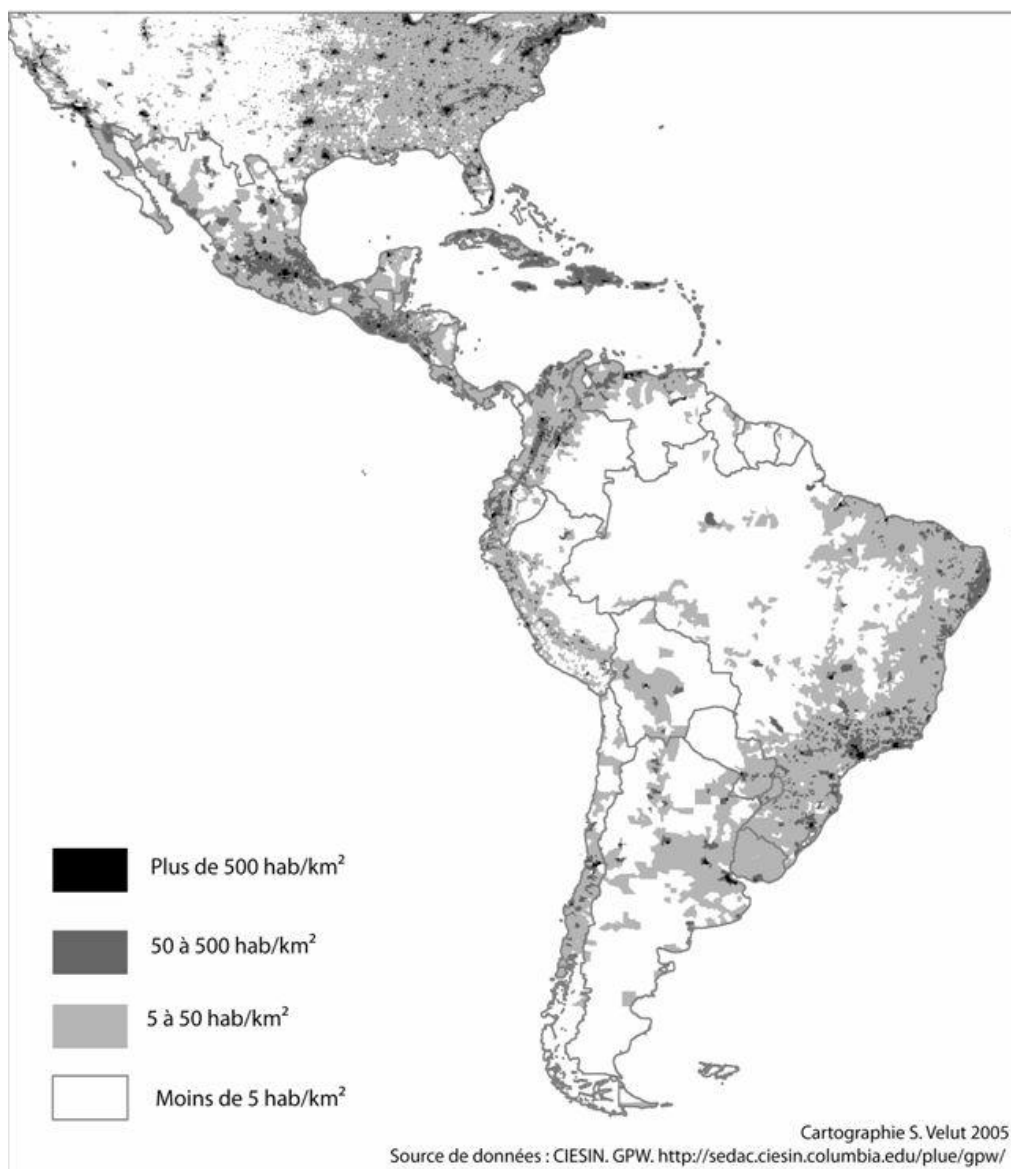 Plus de 500 hab/km²
50 à 500 hab/km²
5 à 50 hab/km²
Moins de 5 hab/km²
Cartographie S. Velut 2005
Source de données : CIESIN. GPW. http://sedac.ciesin.columbia.edu/plue/gpw/